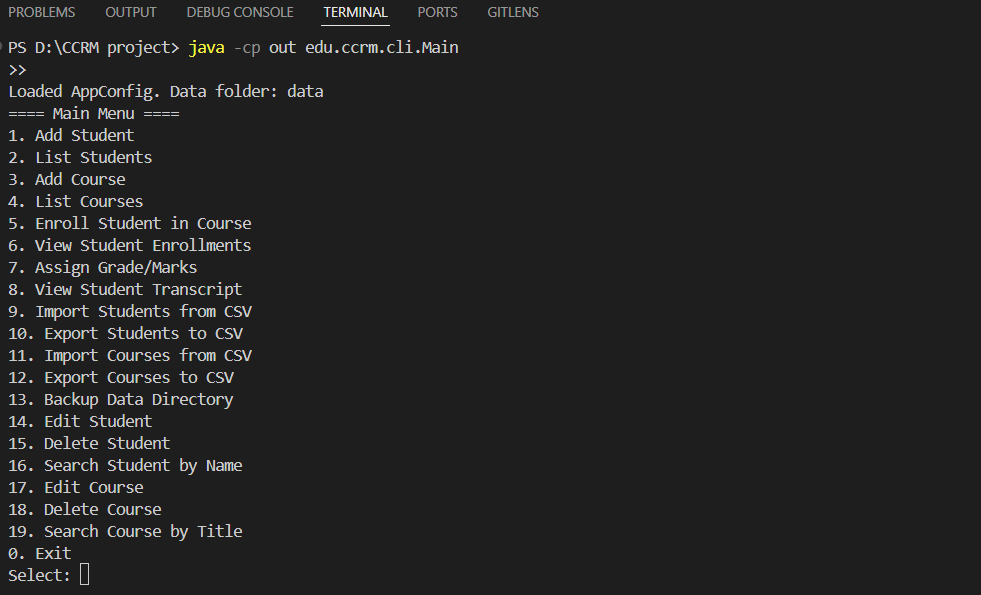 PROBLEMS OUTPUT DEBUG CONSOLE TERMINAL PORTS GITLENS
PS D:\CCRM project> java -cp out edu.ccrm.cli.Main
>>
Loaded AppConfig. Data folder: data
==== Main Menu ====
1. Add Student
2. List Students
3. Add Course
4. List Courses
5. Enroll Student in Course
6. View Student Enrollments
7. Assign Grade/Marks
8. View Student Transcript
9. Import Students from CSV
10. Export Students to CSV
11. Import Courses from CSV
12. Export Courses to CSV
13. Backup Data Directory
14. Edit Student
15. Delete Student
16. Search Student by Name
17. Edit Course
18. Delete Course
19. Search Course by Title
0. Exit
Select: